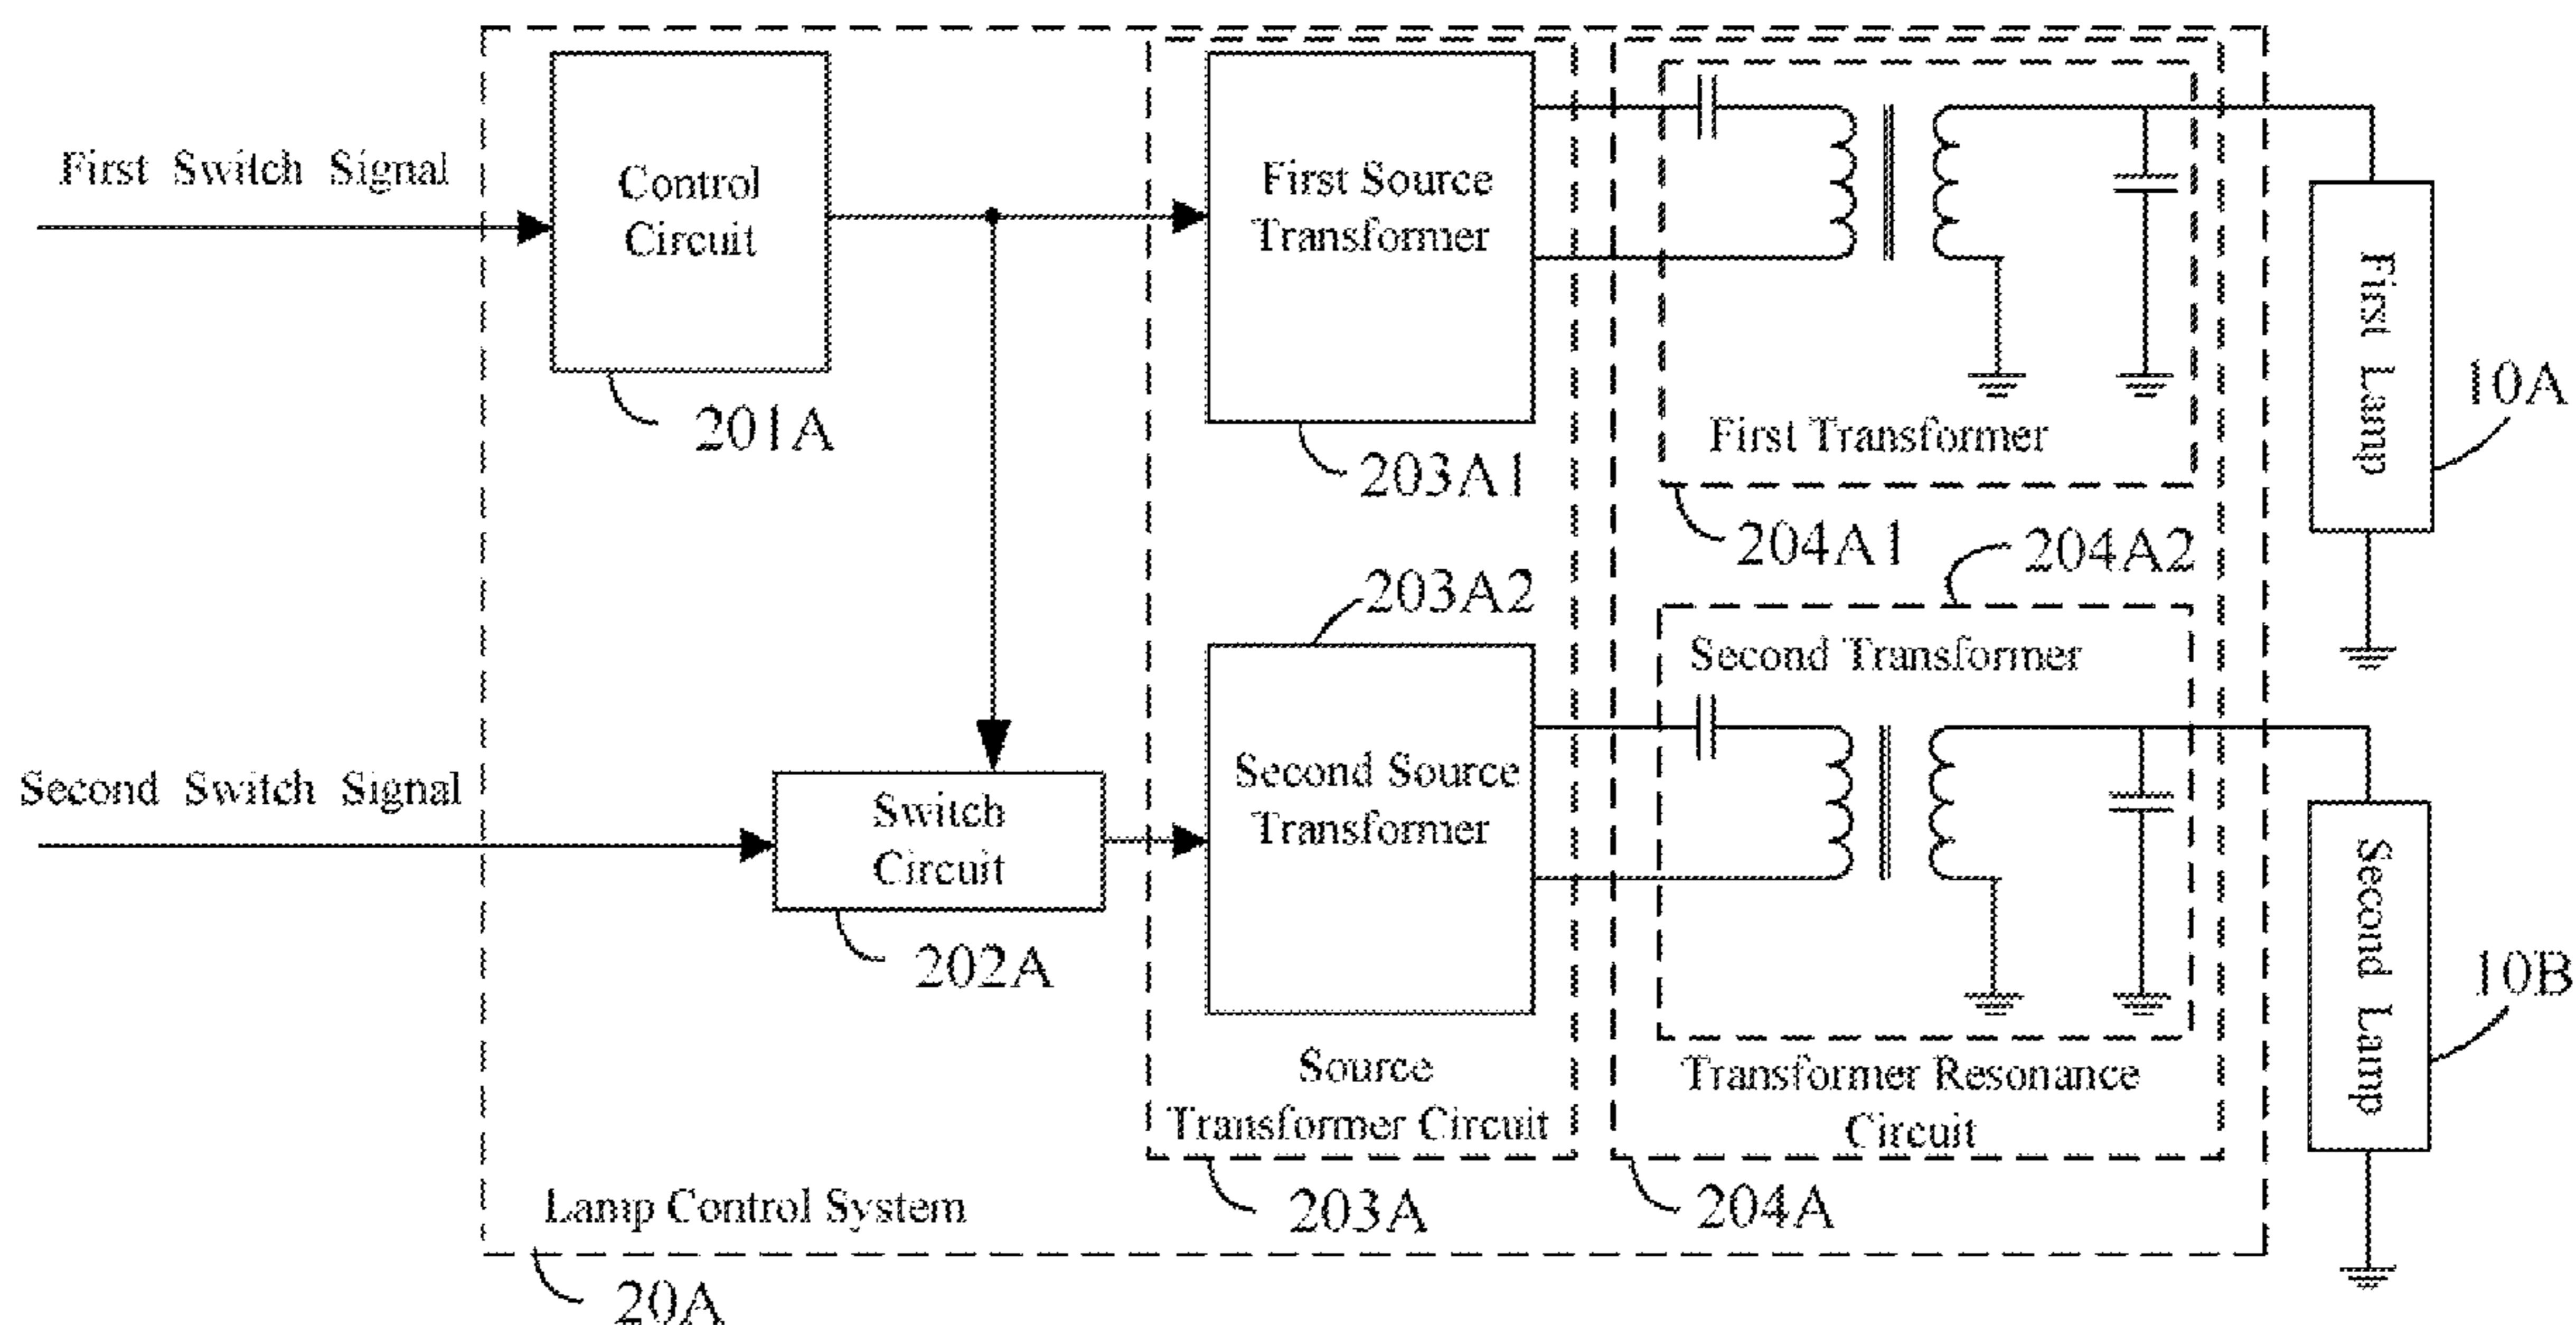 First Switch Signal
Control
Circuit
201A
First Source
Transformer
203A1
First Transformer
204A1
First Lamp
10A
Second Switch Signal
Switch
Circuit
202A
203A2
Second Source
Transformer
204A2
Second Transformer
Second Lamp
10B
Source
Transformer Circuit
203A
Transformer Resonance
Circuit
204A
Lamp Control System
20A